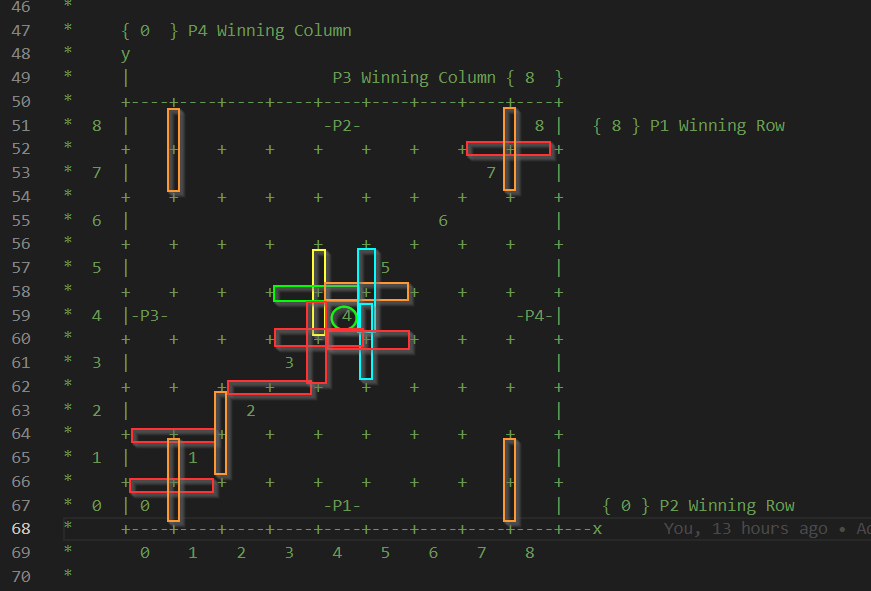 46 *
47 * { 0 } P4 Winning Column
48 * y
49 * | P3 Winning Column { 8 }
50 * +----+----+----+----+----+----+----+----+----+
51 * 8 | -P2- 8 | { 8 } P1 Winning Row
52 * + + + + + + + + + +
53 * 7 | 7 |
54 * + + + + + + + + + +
55 * 6 | 6 |
56 * + + + + + + + + + +
57 * 5 | 5 |
58 * + + + + + + + + + +
59 * 4 |-P3- 4 -P4-|
60 * + + + + + + + + + +
61 * 3 | 3 |
62 * + + + + + + + + + +
63 * 2 | 2 |
64 * + + + + + + + + + +
65 * 1 | 1 |
66 * + + + + + + + + + +
67 * 0 | 0 -P1- | { 0 } P2 Winning Row
68 * +----+----+----+----+----+----+----+----+----+---x You, 13 hours ago •
69 * 0 1 2 3 4 5 6 7 8
70 *